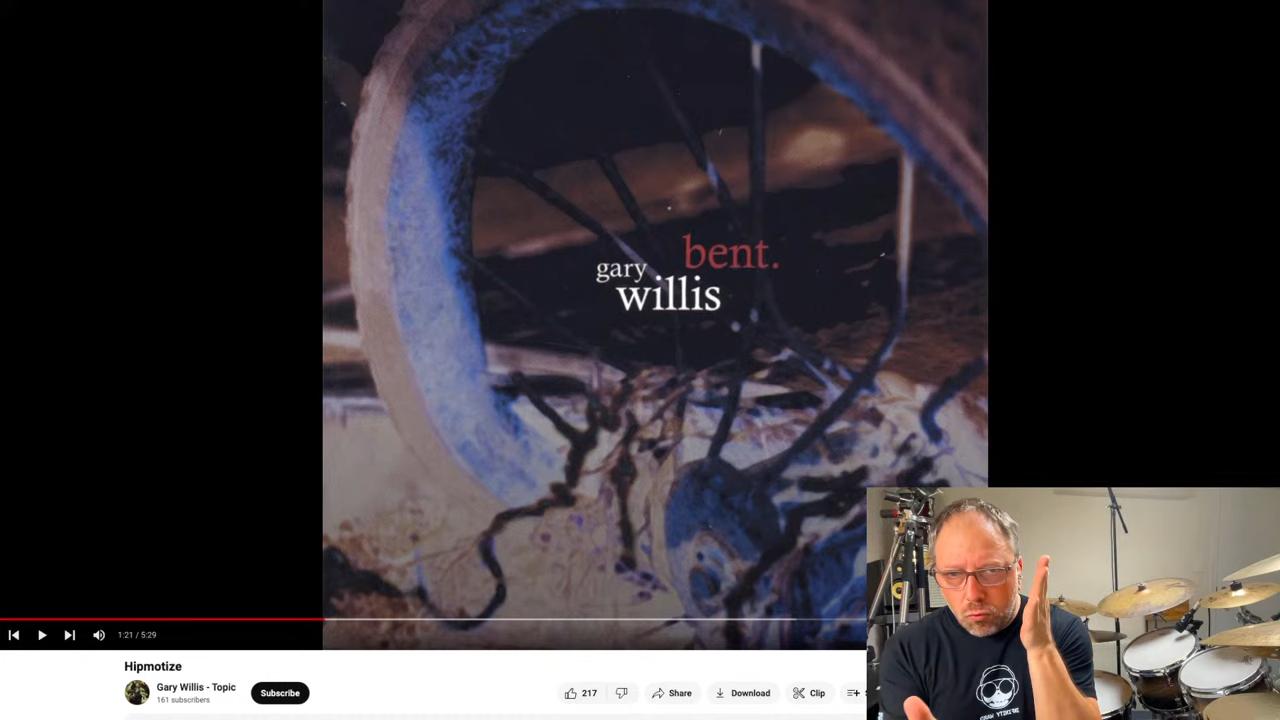 bent.
gary
willis
1:21 / 5:29
Hipmotize
Gary Willis - Topic
161 subscribers
Subscribe
217
Share
Download
Clip